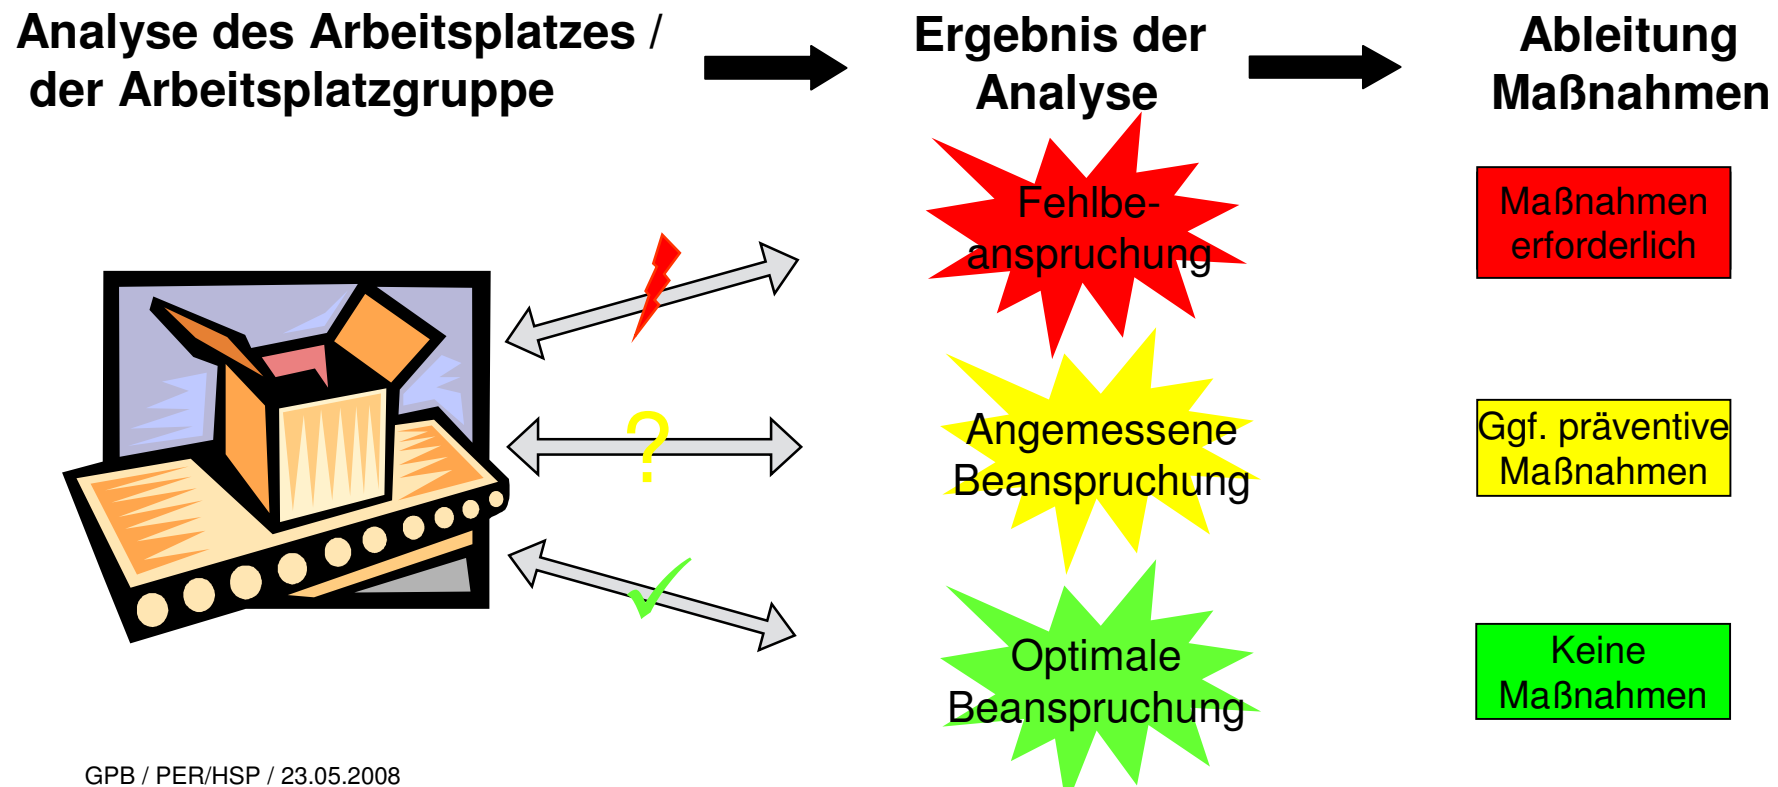 Analyse des Arbeitsplatzes /
der Arbeitsplatzgruppe
Ergebnis der
Analyse
Ableitung
Maßnahmen
Fehlbe-
anspruchung
Maßnahmen
erforderlich
?
Angemessene
Beanspruchung
Ggf. präventive
Maßnahmen
Optimale
Beanspruchung
Keine
Maßnahmen
GPB / PER/HSP / 23.05.2008